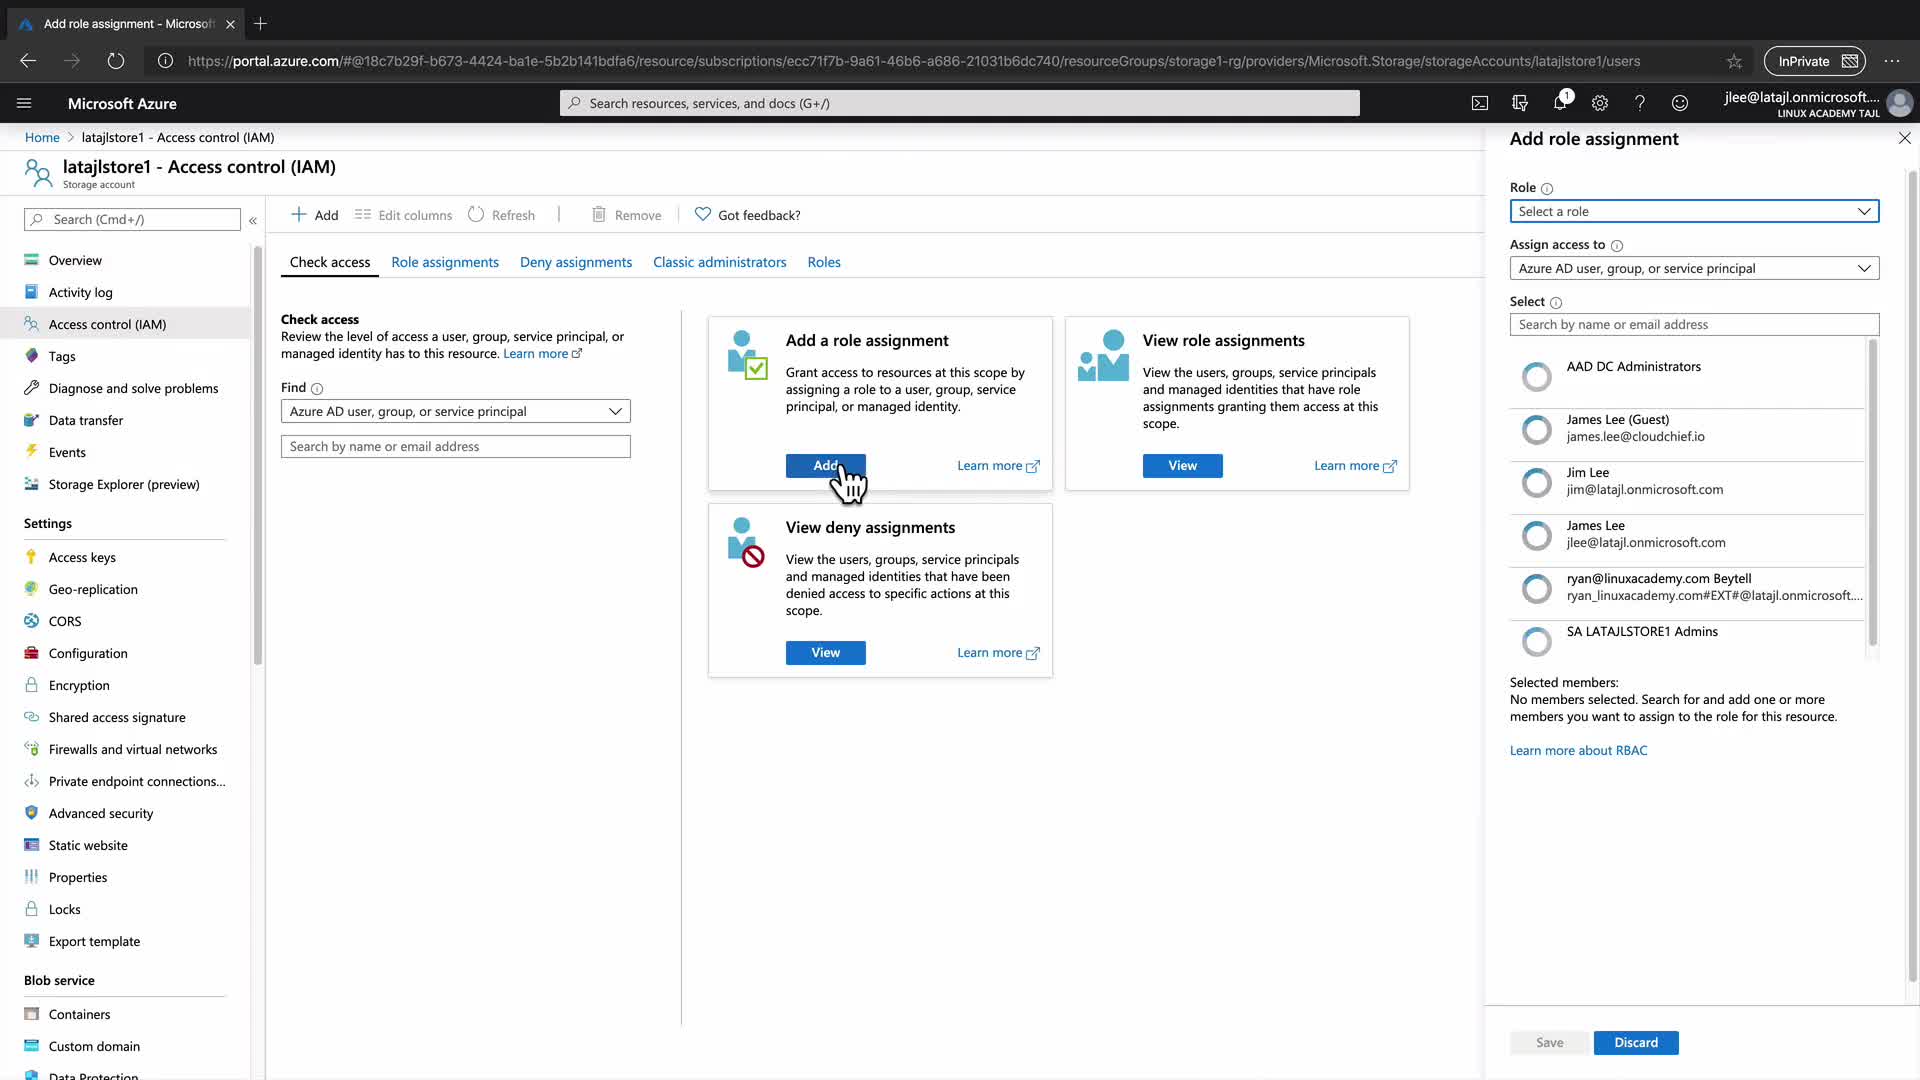 Add role assignment - Microsoft
https://portal.azure.com/#@18c7b29f-b673-4424-ba1e-5b2b141bdfa6/resource/subscriptions/ecc71f7b-9a61-46b6-a686-21031b6dc740/resourceGroups/storage1-rg/providers/Microsoft.Storage/storageAccounts/latajlstore1/users
InPrivate
Microsoft Azure
Search resources, services, and docs (G+/)
1
jlee@latajl.onmicrosoft....
LINUX ACADEMY TAJL
Home > latajlstore1 - Access control (IAM)
latajlstore1 - Access control (IAM)
Storage account
Search (Cmd+/)
«
Overview
Activity log
Access control (IAM)
Tags
Diagnose and solve problems
Data transfer
Events
Storage Explorer (preview)
Settings
Access keys
Geo-replication
CORS
Configuration
Encryption
Shared access signature
Firewalls and virtual networks
Private endpoint connections...
Advanced security
Static website
Properties
Locks
Export template
Blob service
Containers
Custom domain
Data Protection
Add
Edit columns
Refresh
Remove
Got feedback?
Check access
Role assignments
Deny assignments
Classic administrators
Roles
Check access
Review the level of access a user, group, service principal, or
managed identity has to this resource. Learn more
Find
Azure AD user, group, or service principal
Search by name or email address
Add a role assignment
Grant access to resources at this scope by
assigning a role to a user, group, service
principal, or managed identity.
Add
Learn more
View role assignments
View the users, groups, service principals
and managed identities that have role
assignments granting them access at this
scope.
View
Learn more
View deny assignments
View the users, groups, service principals
and managed identities that have been
denied access to specific actions at this
scope.
View
Learn more
Add role assignment
Role
Select a role
Assign access to
Azure AD user, group, or service principal
Select
Search by name or email address
AAD DC Administrators
James Lee (Guest)
james.lee@cloudchief.io
Jim Lee
jim@latajl.onmicrosoft.com
James Lee
jlee@latajl.onmicrosoft.com
ryan@linuxacademy.com Beytell
ryan_linuxacademy.com#EXT#@latajl.onmicrosoft....
SA LATAJLSTORE1 Admins
Selected members:
No members selected. Search for and add one or more
members you want to assign to the role for this resource.
Learn more about RBAC
Save
Discard